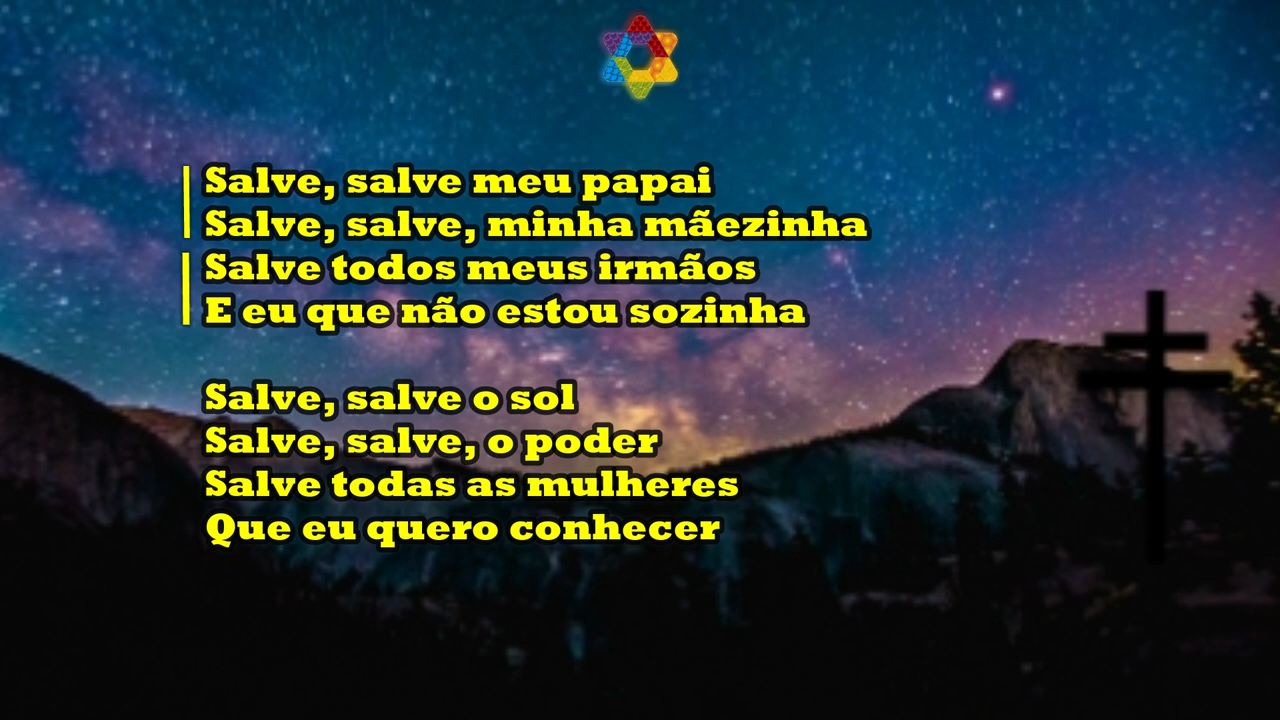 Salve, salve meu papai
Salve, salve, minha mãezinha
Salve todos meus irmãos
E eu que não estou sozinha
Salve, salve o sol
Salve, salve, o poder
Salve todas as mulheres
Que eu quero conhecer